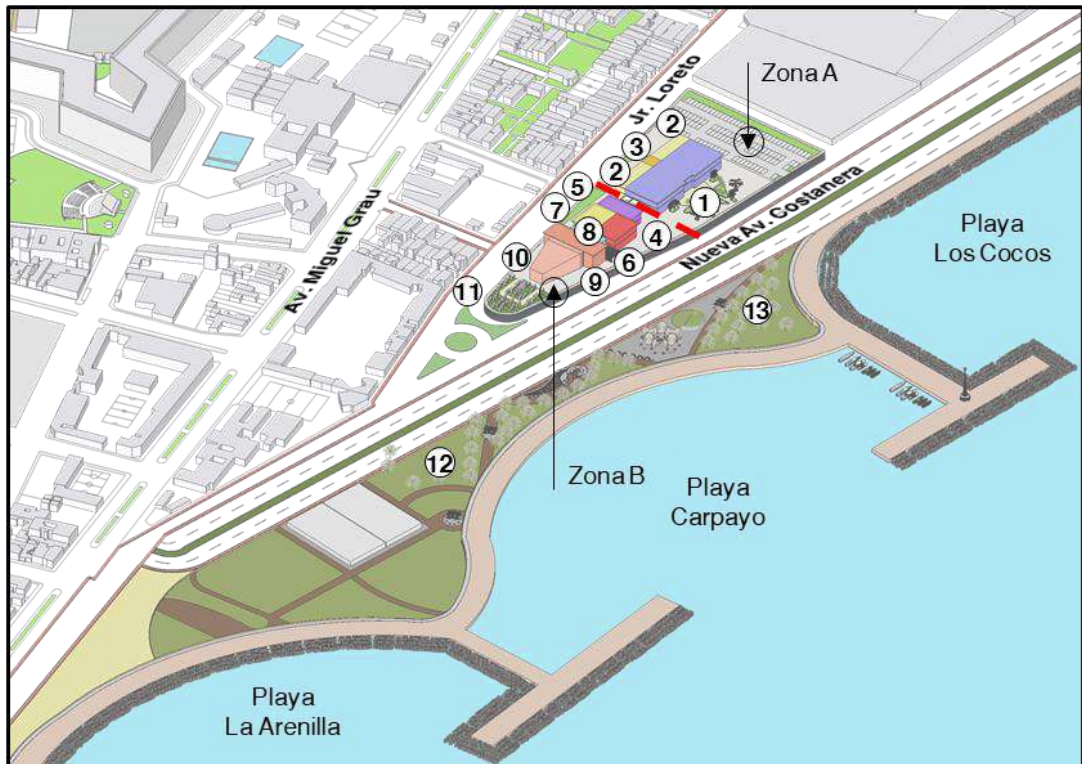 Zona A
Jr. Loreto
2
3
2
5
1
7
8
4
Av. Miguel Grau
Nueva Av. Costanera
Playa
Los Cocos
10
6
9
11
13
12
Zona B
Playa
Carpayo
Playa
La Arenilla